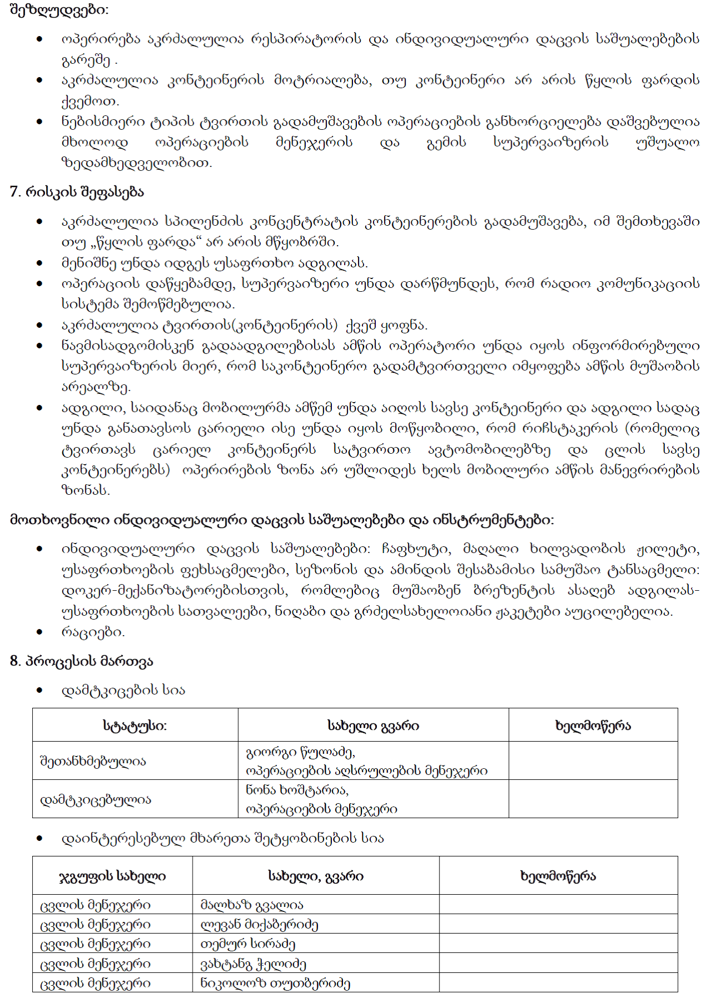 შეზღუდვები:
• ოპერირება აკრძალულია რესპირატორის და ინდივიდუალური დაცვის საშუალებების
გარეშე .
• აკრძალულია კონტეინერის მოტრიალება, თუ კონტეინერი არ არის წყლის ფარდის
ქვემოთ.
• ნებისმიერი ტიპის ტვირთის გადამუშავების ოპერაციების განხორციელება დაშვებულია
მხოლოდ ოპერაციების მენეჯერის და გემის სუპერვაიზერის უშუალო
ზედამხედველობით.
7. რისკის შეფასება
• აკრძალულია სპილენძის კონცენტრატის კონტეინერების გადამუშავება, იმ შემთხევაში
თუ „წყლის ფარდა“ არ არის მწყობრში.
• მენიშნე უნდა იდგეს უსაფრთხო ადგილას.
• ოპერაციის დაწყებამდე, სუპერვაიზერი უნდა დარწმუნდეს, რომ რადიო კომუნიკაციის
სისტემა შემოწმებულია.
• აკრძალულია ტვირთის(კონტეინერის) ქვეშ ყოფნა.
• ნავმისადგომისკენ გადაადგილებისას ამწის ოპერატორი უნდა იყოს ინფორმირებული
სუპერვაიზერის მიერ, რომ საკონტეინერო გადამტვირთველი იმყოფება ამწის მუშაობის
არეალზე.
• ადგილი, საიდანაც მობილურმა ამწემ უნდა აიღოს სავსე კონტეინერი და ადგილი სადაც
უნდა განათავსოს ცარიელი ისე უნდა იყოს მოწყობილი, რომ რიჩსტაკერის (რომელიც
ტვირთავს ცარიელ კონტეინერს სატვირთო ავტომობილებზე და ცლის სავსე
კონტეინერებს) ოპერირების ზონა არ უშლიდეს ხელს მობილური ამწის მანევრირების
ზონას.
მოთხოვნილი ინდივიდუალური დაცვის საშუალებები და ინსტრუმენტები:
• ინდივიდუალური დაცვის საშუალებები: ჩაფხუტი, მაღალი ხილვადობის ჟილეტი,
უსაფრთხოების ფეხსაცმელები, სეზონის და ამინდის შესაბამისი სამუშაო ტანსაცმელი:
დოკერ-მექანიზატორებისთვის, რომლებიც მუშაობენ ბრეზენტის ასაღებ ადგილას-
უსაფრთხოების სათვალეები, ნიღაბი და გრძელსახელოიანი ჟაკეტები აუცილებელია.
• რაციები.
8. პროცესის მართვა
• დამტკიცების სია
სტატუსი: სახელი გვარი ხელმოწერა
შეთანხმებულია გიორგი წულაძე,
ოპერაციების აღსრულების მენეჯერი
დამტკიცებულია ნონა ხოშტარია,
ოპერაციების მენეჯერი
• დაინტერესებულ მხარეთა შეტყობინების სია
ჯგუფის სახელი სახელი, გვარი ხელმოწერა
ცვლის მენეჯერი მალხაზ გვალია
ცვლის მენეჯერი ლევან მიქაბერიძე
ცვლის მენეჯერი თემურ სირაძე
ცვლის მენეჯერი ვახტანგ ჭელიძე
ცვლის მენეჯერი ნიკოლოზ თუთბერიძე